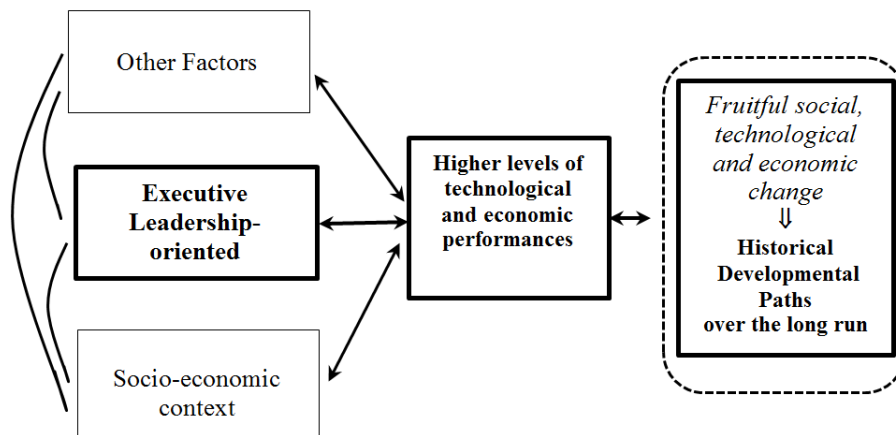 Other Factors
Executive
Leadership-
oriented
Socio-economic
context
Higher levels of
technological
and economic
performances
Fruitful social,
technological
and economic
change
⇓
Historical
Developmental
Paths
over the long run